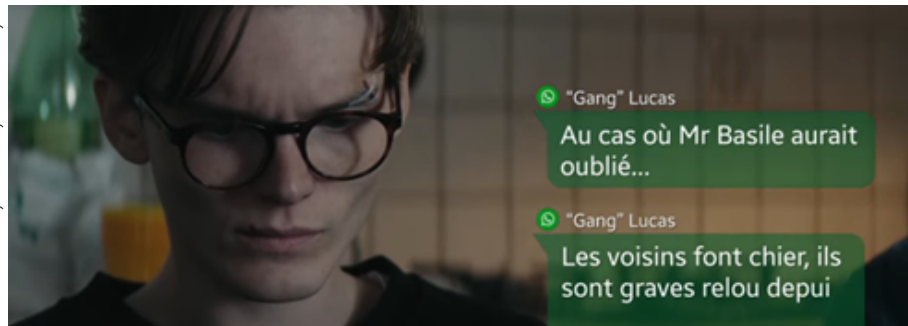 "Gang" Lucas
Au cas où Mr Basile aurait
oublié...
"Gang" Lucas
Les voisins font chier, ils
sont graves relou depui